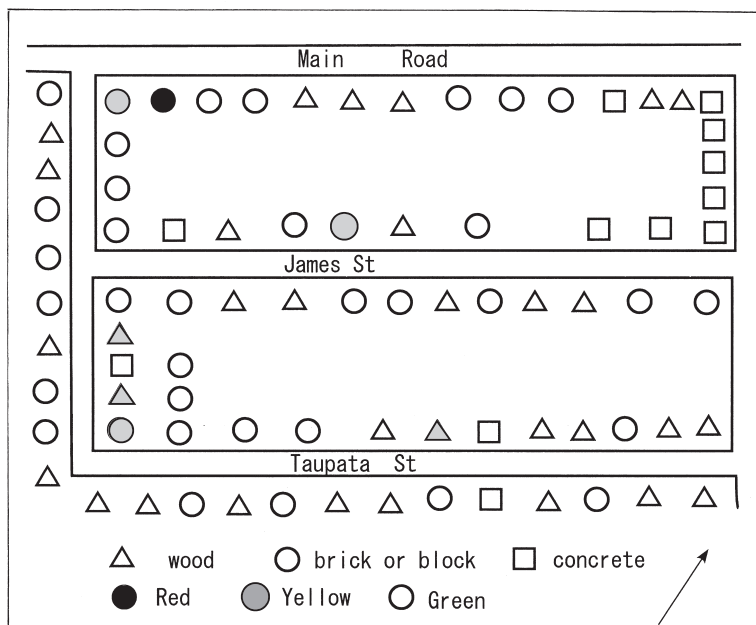 Main Road
James St
Taupata St
wood brick or block concrete
Red Yellow Green